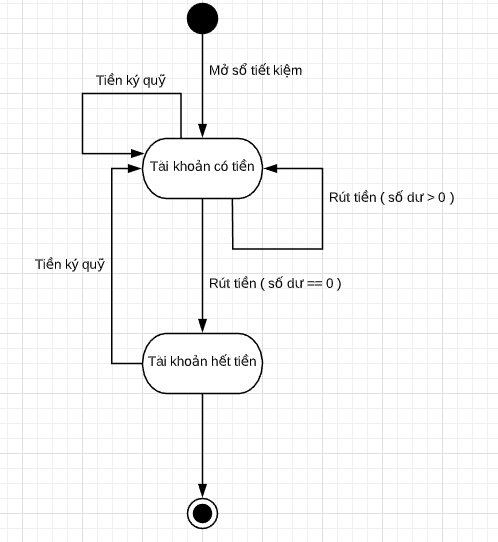 Mở sổ tiết kiệm
Tiền ký quỹ
Tài khoản có tiền
Rút tiền ( số dư > 0 )
Tiền ký quỹ
Rút tiền ( số dư == 0 )
Tài khoản hết tiền